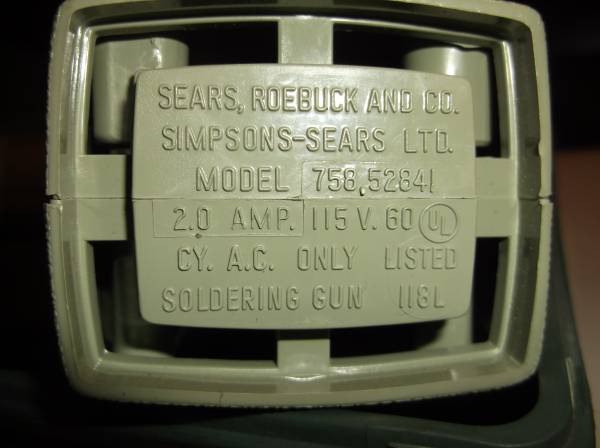 SEARS, ROEBUCK AND CO.
SIMPSONS-SEARS LTD.
MODEL 758.52841
2.0 AMP. 115 V. 60 UL
CY. A.C. ONLY LISTED
SOLDERING GUN 118L